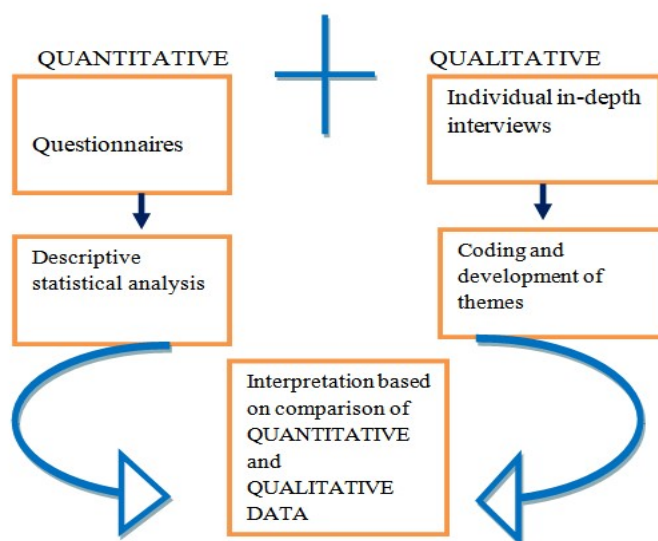 QUANTITATIVE
Questionnaires
Descriptive
statistical analysis
QUALITATIVE
Individual in-depth
interviews
Coding and
development of
themes
Interpretation based
on comparison of
QUANTITATIVE
and
QUALITATIVE
DATA